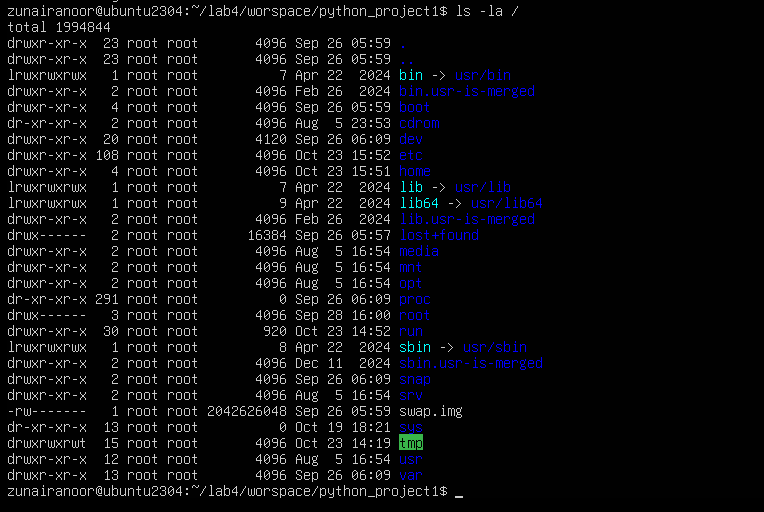 zunairanoor@ubuntu2304:~/lab4/worspace/python_project1$ ls -la /
total 1994844
drwxr-xr-x  23 root root       4096 Sep 26 05:59 .
drwxr-xr-x  23 root root       4096 Sep 26 05:59 ..
lrwxrwxrwx   1 root root          7 Apr 22  2024 bin -> usr/bin
drwxr-xr-x   2 root root       4096 Feb 26  2024 bin.usr-is-merged
drwxr-xr-x   4 root root       4096 Sep 26 05:59 boot
dr-xr-xr-x   2 root root       4096 Aug  5 23:53 cdrom
drwxr-xr-x  20 root root       4120 Sep 26 06:09 dev
drwxr-xr-x 108 root root       4096 Oct 23 15:52 etc
drwxr-xr-x   4 root root       4096 Oct 23 15:51 home
lrwxrwxrwx   1 root root          7 Apr 22  2024 lib -> usr/lib
lrwxrwxrwx   1 root root          9 Apr 22  2024 lib64 -> usr/lib64
drwxr-xr-x   2 root root       4096 Feb 26  2024 lib.usr-is-merged
drwx------   2 root root      16384 Sep 26 05:57 lost+found
drwxr-xr-x   2 root root       4096 Aug  5 16:54 media
drwxr-xr-x   2 root root       4096 Aug  5 16:54 mnt
drwxr-xr-x   2 root root       4096 Aug  5 16:54 opt
dr-xr-xr-x 291 root root          0 Sep 26 06:09 proc
drwx------   3 root root       4096 Sep 28 16:00 root
drwxr-xr-x  30 root root        920 Oct 23 14:52 run
lrwxrwxrwx   1 root root          8 Apr 22  2024 sbin -> usr/sbin
drwxr-xr-x   2 root root       4096 Dec 11  2024 sbin.usr-is-merged
drwxr-xr-x   2 root root       4096 Sep 26 06:09 snap
drwxr-xr-x   2 root root       4096 Aug  5 16:54 srv
-rw-------   1 root root 2042626048 Sep 26 05:59 swap.img
dr-xr-xr-x  13 root root          0 Oct 19 18:21 sys
drwxrwxrwt  15 root root       4096 Oct 23 14:19 tmp
drwxr-xr-x  12 root root       4096 Aug  5 16:54 usr
drwxr-xr-x  13 root root       4096 Sep 26 06:09 var
zunairanoor@ubuntu2304:~/lab4/worspace/python_project1$ _